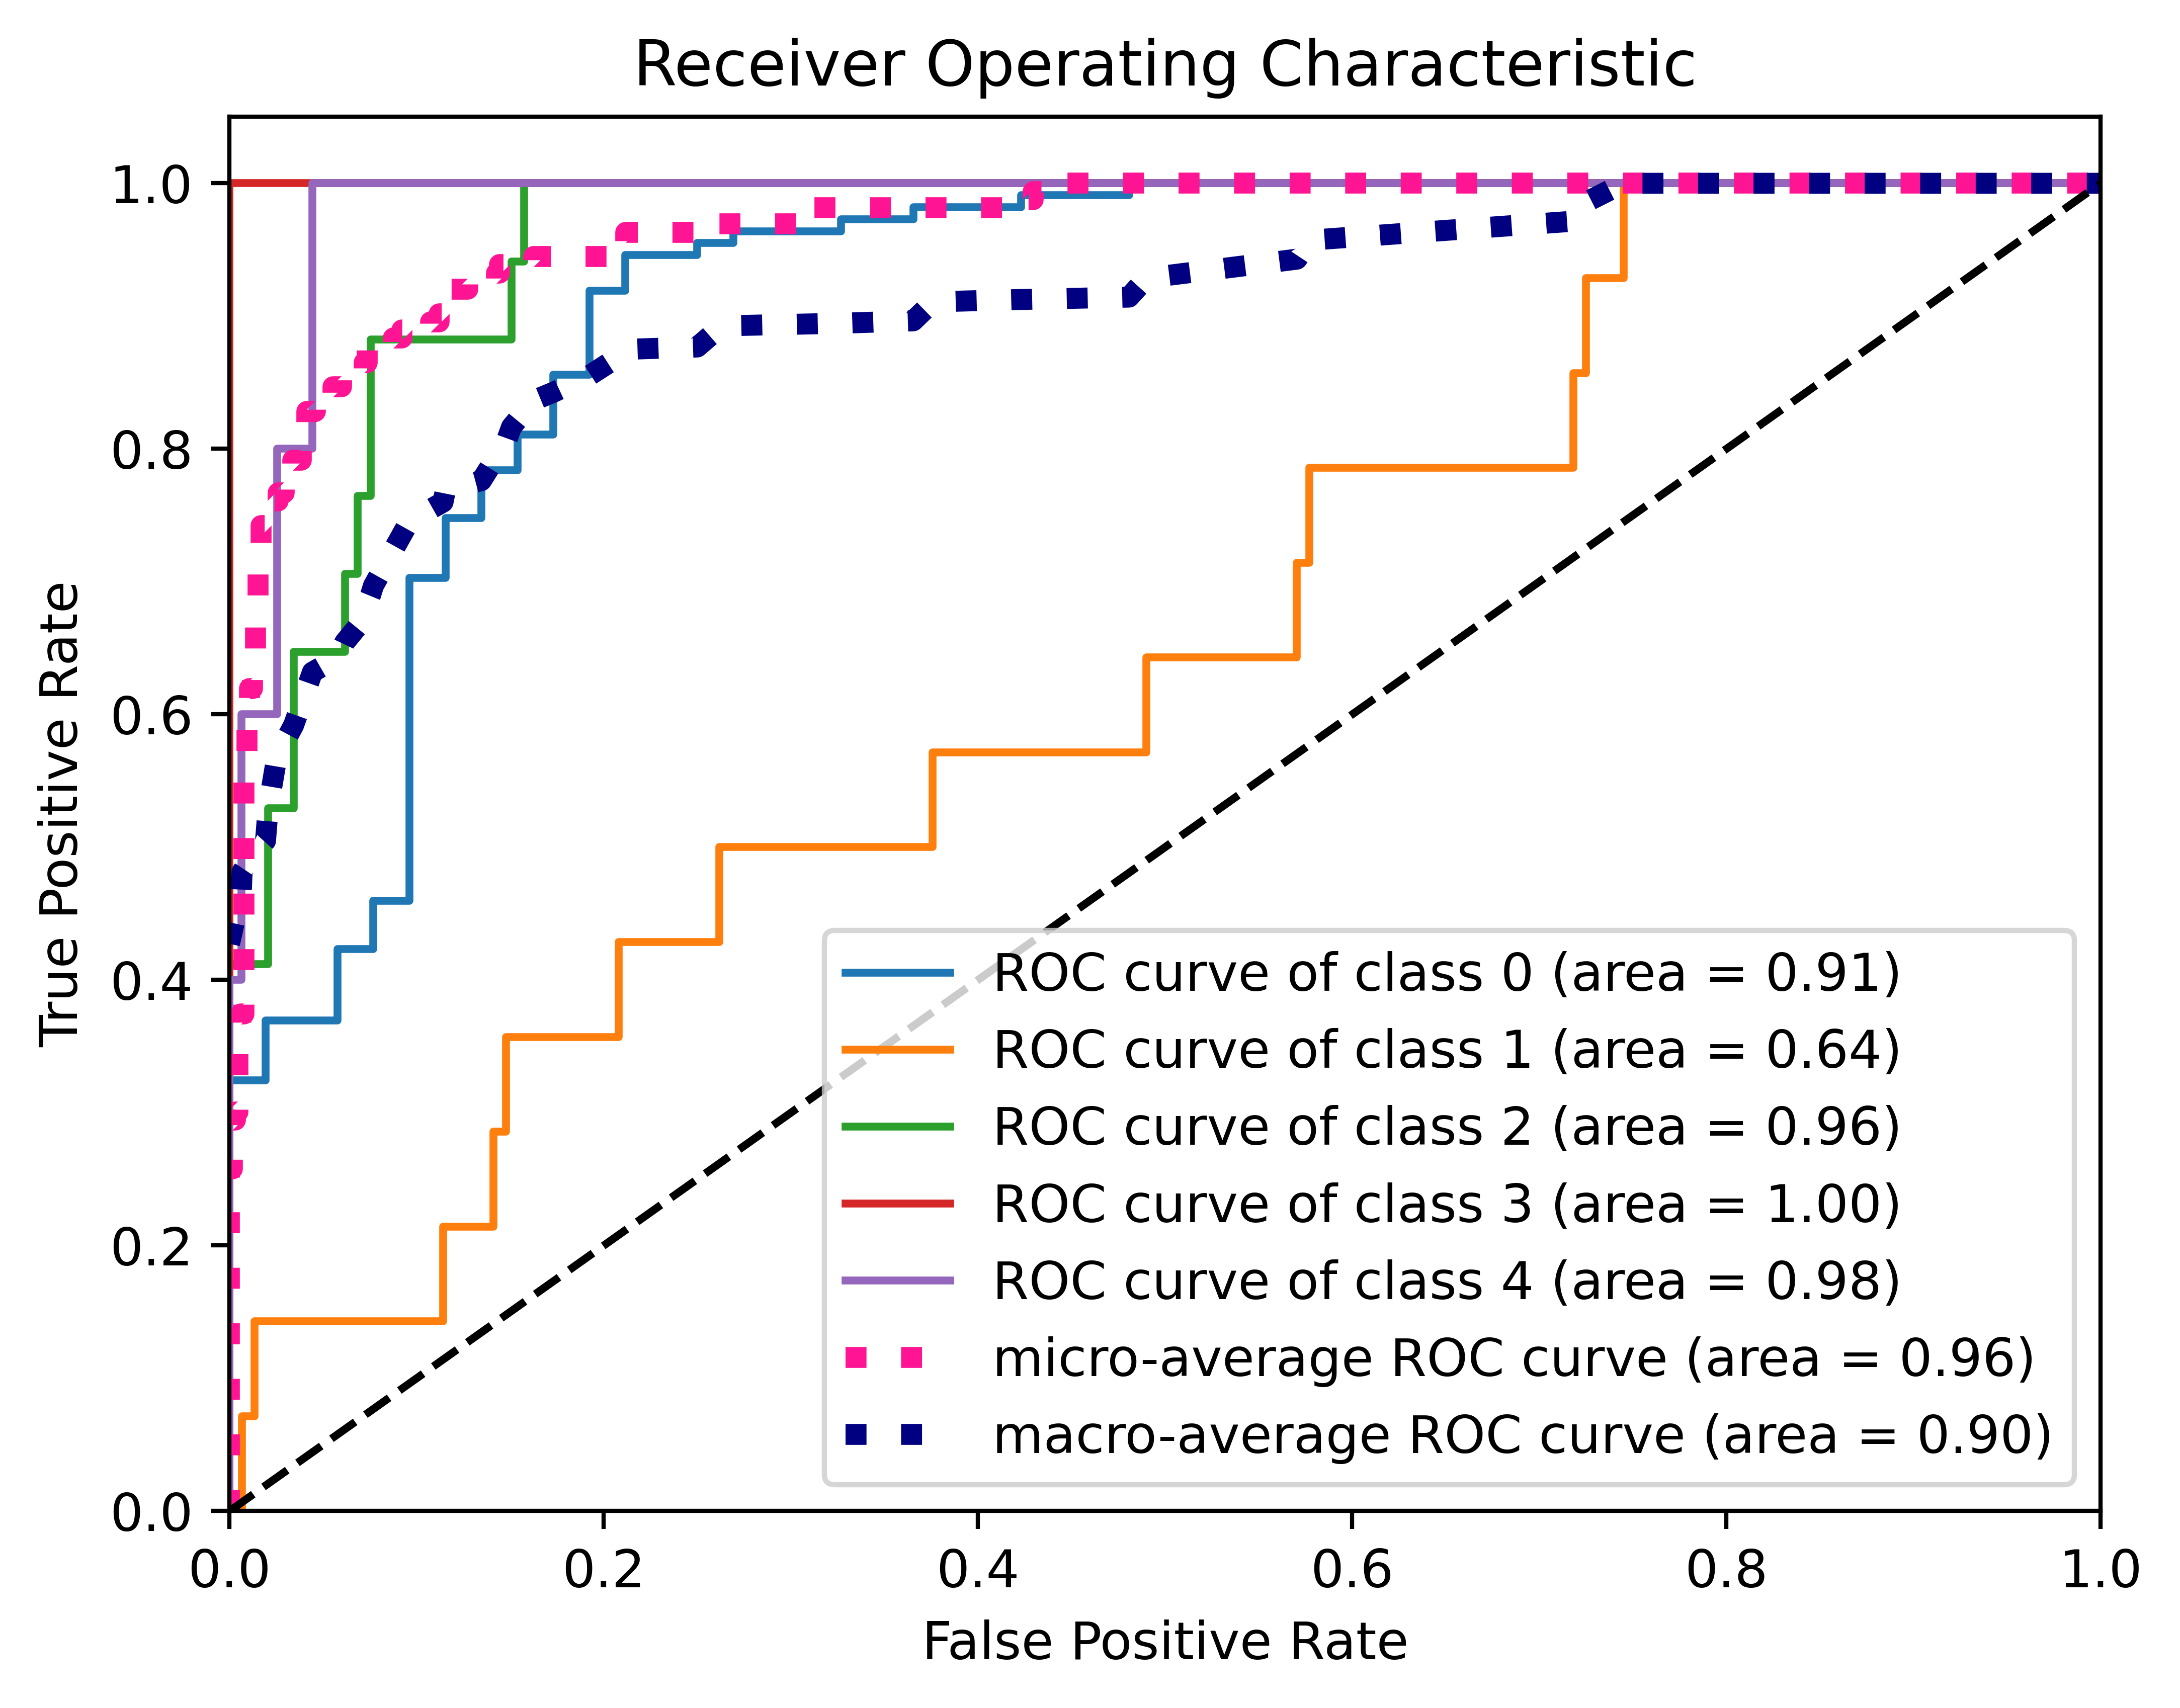 Receiver Operating Characteristic
1.0
0.8
0.6
0.4
0.2
0.0
True Positive Rate
ROC curve of class 0 (area = 0.91)
ROC curve of class 1 (area = 0.64)
ROC curve of class 2 (area = 0.96)
ROC curve of class 3 (area = 1.00)
ROC curve of class 4 (area = 0.98)
micro-average ROC curve (area = 0.96)
macro-average ROC curve (area = 0.90)
0.0 0.2 0.4 0.6 0.8 1.0
False Positive Rate